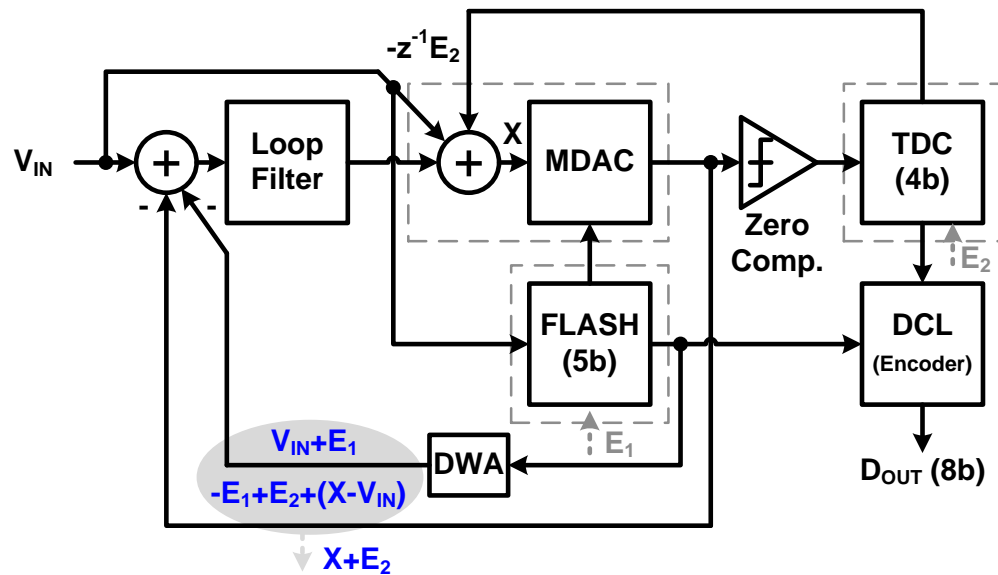 -z⁻¹E₂
V_IN
+
-
-
Loop
Filter
+
X
MDAC
Zero
Comp.
TDC
(4b)
E₂
FLASH
(5b)
E₁
DCL
(Encoder)
DWA
V_IN+E₁
-E₁+E₂+(X-V_IN)
X+E₂
D_OUT (8b)